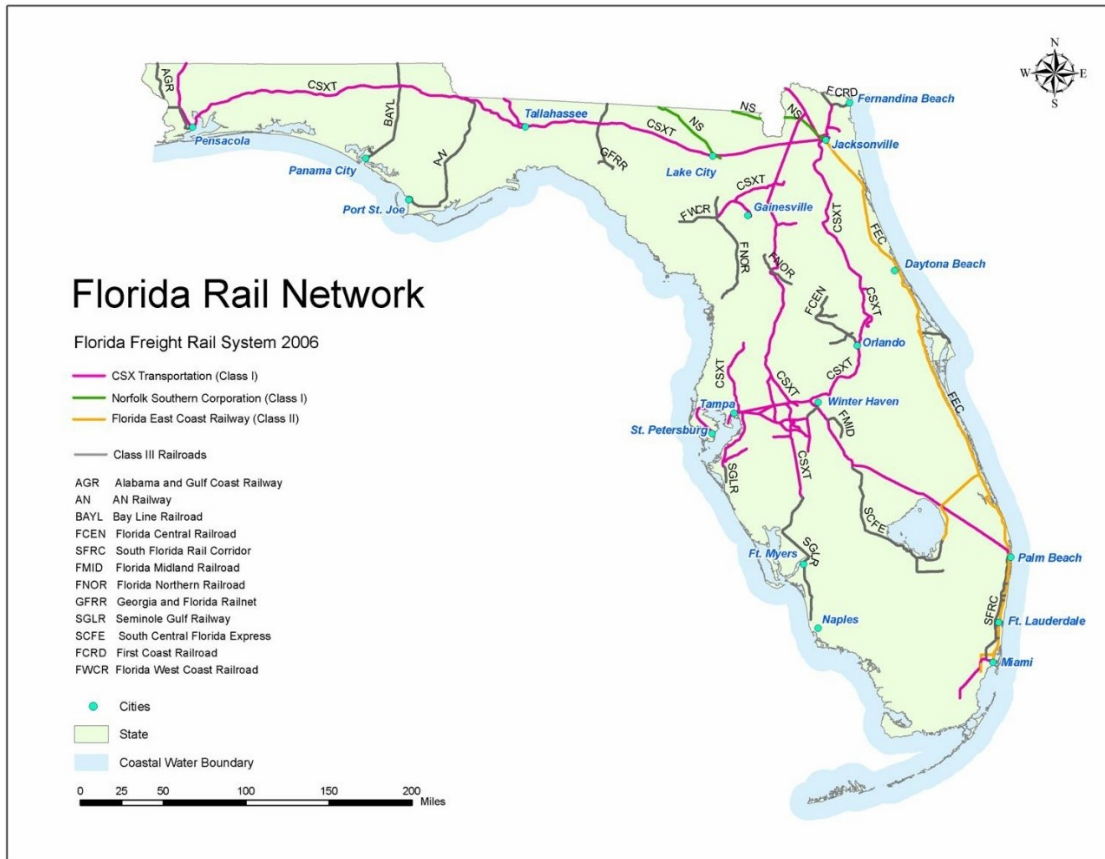 Florida Rail Network
Florida Freight Rail System 2006
CSX Transportation (Class I)
Norfolk Southern Corporation (Class I)
Florida East Coast Railway (Class II)
Class III Railroads
AGR Alabama and Gulf Coast Railway
AN AN Railway
BAYL Bay Line Railroad
FCEN Florida Central Railroad
SFRC South Florida Rail Corridor
FMID Florida Midland Railroad
FNOR Florida Northern Railroad
GFRR Georgia and Florida Railnet
SGLR Seminole Gulf Railway
SCFE South Central Florida Express
FCRD First Coast Railroad
FWCR Florida West Coast Railroad
Cities
State
Coastal Water Boundary
0 25 50 100 150 200
Miles
N
W E
S
AGR
CSXT
BAYL
AN
Pensacola
Panama City
Port St. Joe
Tallahassee
GFRR
CSXT
NS
NS
NS
FCRD
Fernandina Beach
Jacksonville
Lake City
CSXT
Gainesville
FWCR
FNOR
FNOR
CSXT
FEC
Daytona Beach
FCEN
CSXT
Orlando
CSXT
CSXT
CSXT
Tampa
Winter Haven
St. Petersburg
FMID
FEC
CSXT
SGLR
SCFE
SGLR
Ft. Myers
Palm Beach
Naples
SFRC
Ft. Lauderdale
Miami